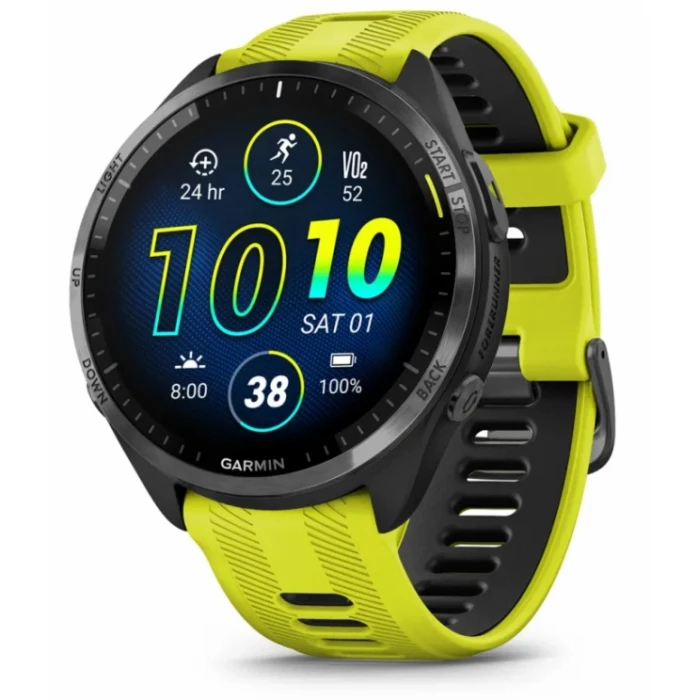 LIGHT
UP
DOWN
START
STOP
FORERUNNER
BACK
24 hr
25
VO₂
52
10 10
SAT 01
8:00
38
100%
GARMIN